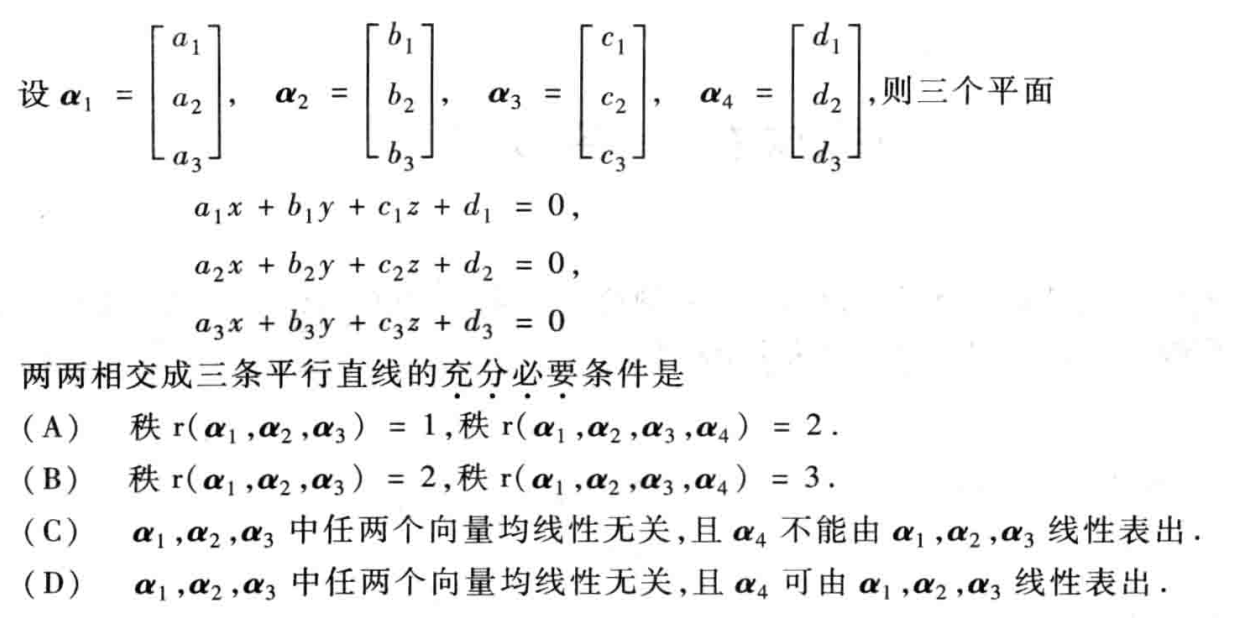 设 α₁ = [a₁ a₂ a₃], α₂ = [b₁ b₂ b₃], α₃ = [c₁ c₂ c₃], α₄ = [d₁ d₂ d₃],则三个平面
a₁x + b₁y + c₁z + d₁ = 0,
a₂x + b₂y + c₂z + d₂ = 0,
a₃x + b₃y + c₃z + d₃ = 0
两两相交成三条平行直线的充分必要条件是
(A) 秩 r(α₁,α₂,α₃) = 1,秩 r(α₁,α₂,α₃,α₄) = 2.
(B) 秩 r(α₁,α₂,α₃) = 2,秩 r(α₁,α₂,α₃,α₄) = 3.
(C) α₁,α₂,α₃ 中任两个向量均线性无关,且 α₄ 不能由 α₁,α₂,α₃ 线性表出.
(D) α₁,α₂,α₃ 中任两个向量均线性无关,且 α₄ 可由 α₁,α₂,α₃ 线性表出.